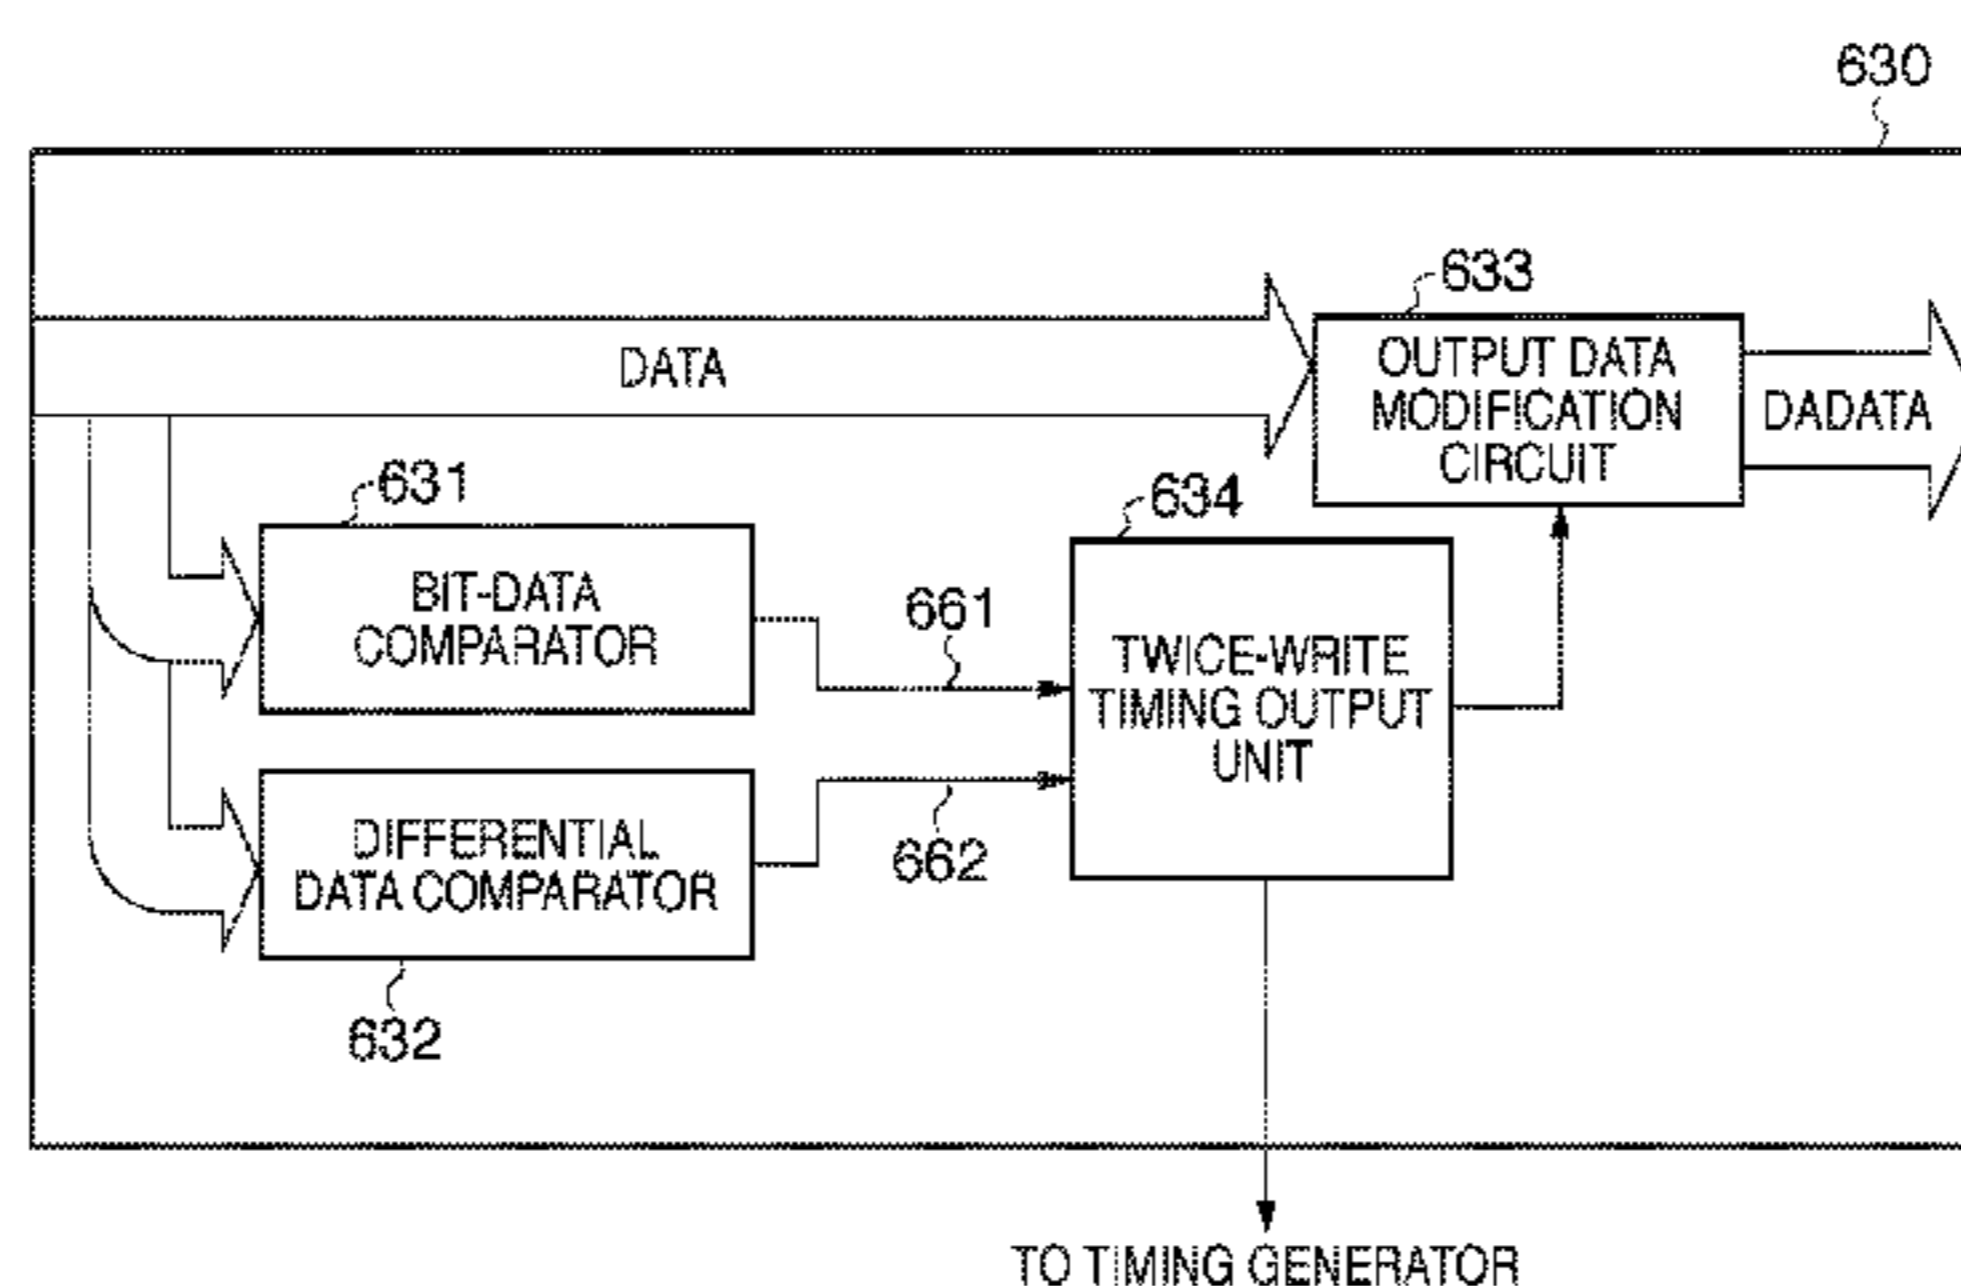 630
633
DATA
OUTPUT DATA
MODIFICATION
CIRCUIT
DADATA
631
634
BIT-DATA
COMPARATOR
661
TWICE-WRITE
TIMING OUTPUT
UNIT
DIFFERENTIAL
DATA COMPARATOR
662
632
TO TIMING GENERATOR